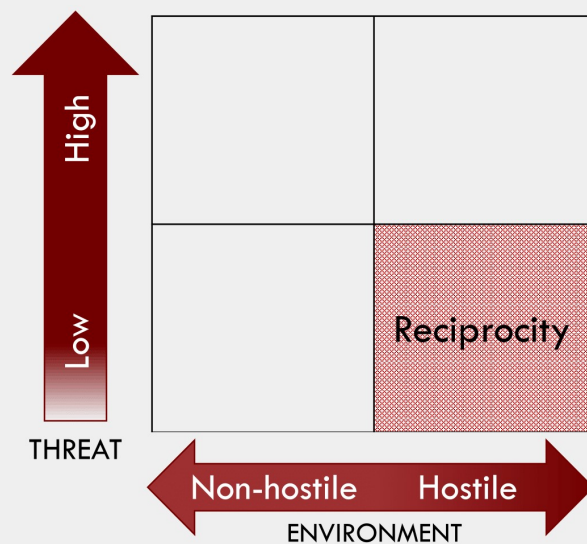 High
Low
THREAT
Reciprocity
Non-hostile
Hostile
ENVIRONMENT